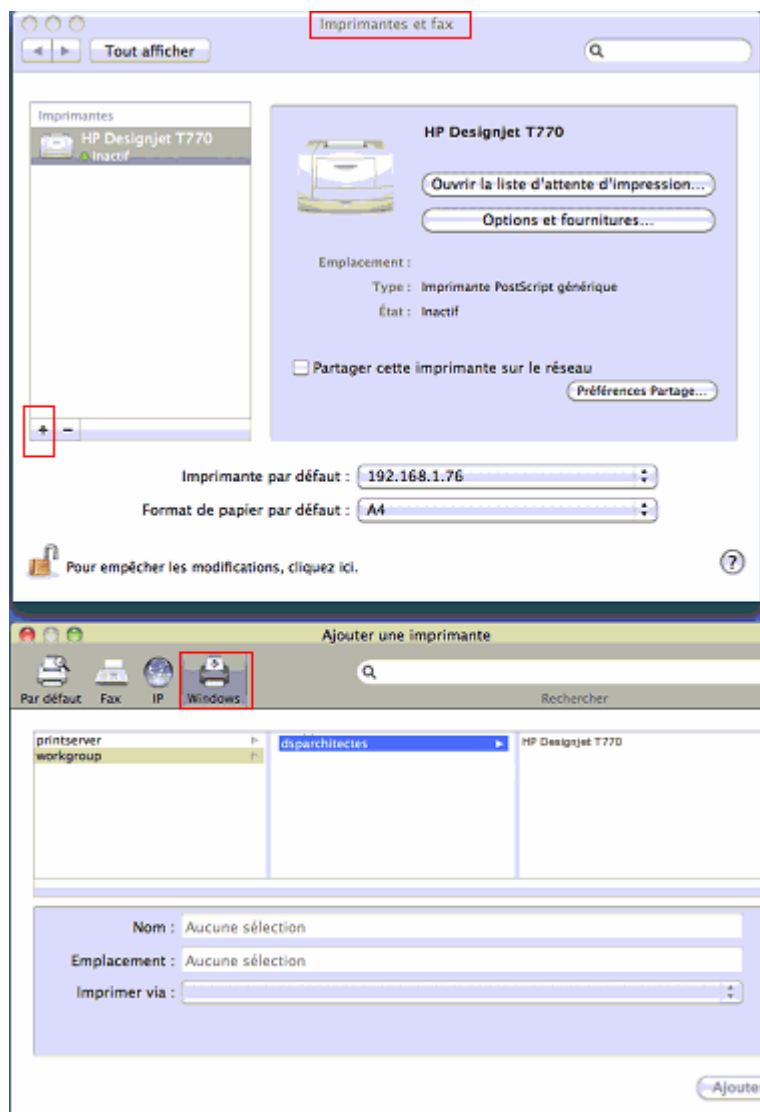 Imprimantes et fax
Tout afficher
Imprimantes
HP Designjet T770
Inactif
HP Designjet T770
Ouvrir la liste d'attente d'impression...
Options et fournitures...
Emplacement :
Type : Imprimante PostScript générique
État : Inactif
Partager cette imprimante sur le réseau
Préférences Partage...
+ −
Imprimante par défaut : 192.168.1.76
Format de papier par défaut : A4
Pour empêcher les modifications, cliquez ici.
?
Ajouter une imprimante
Par défaut Fax IP Windows
Rechercher
printserver
workgroup
dsparchitectes
HP Designjet T770
Nom : Aucune sélection
Emplacement : Aucune sélection
Imprimer via :
Ajoute